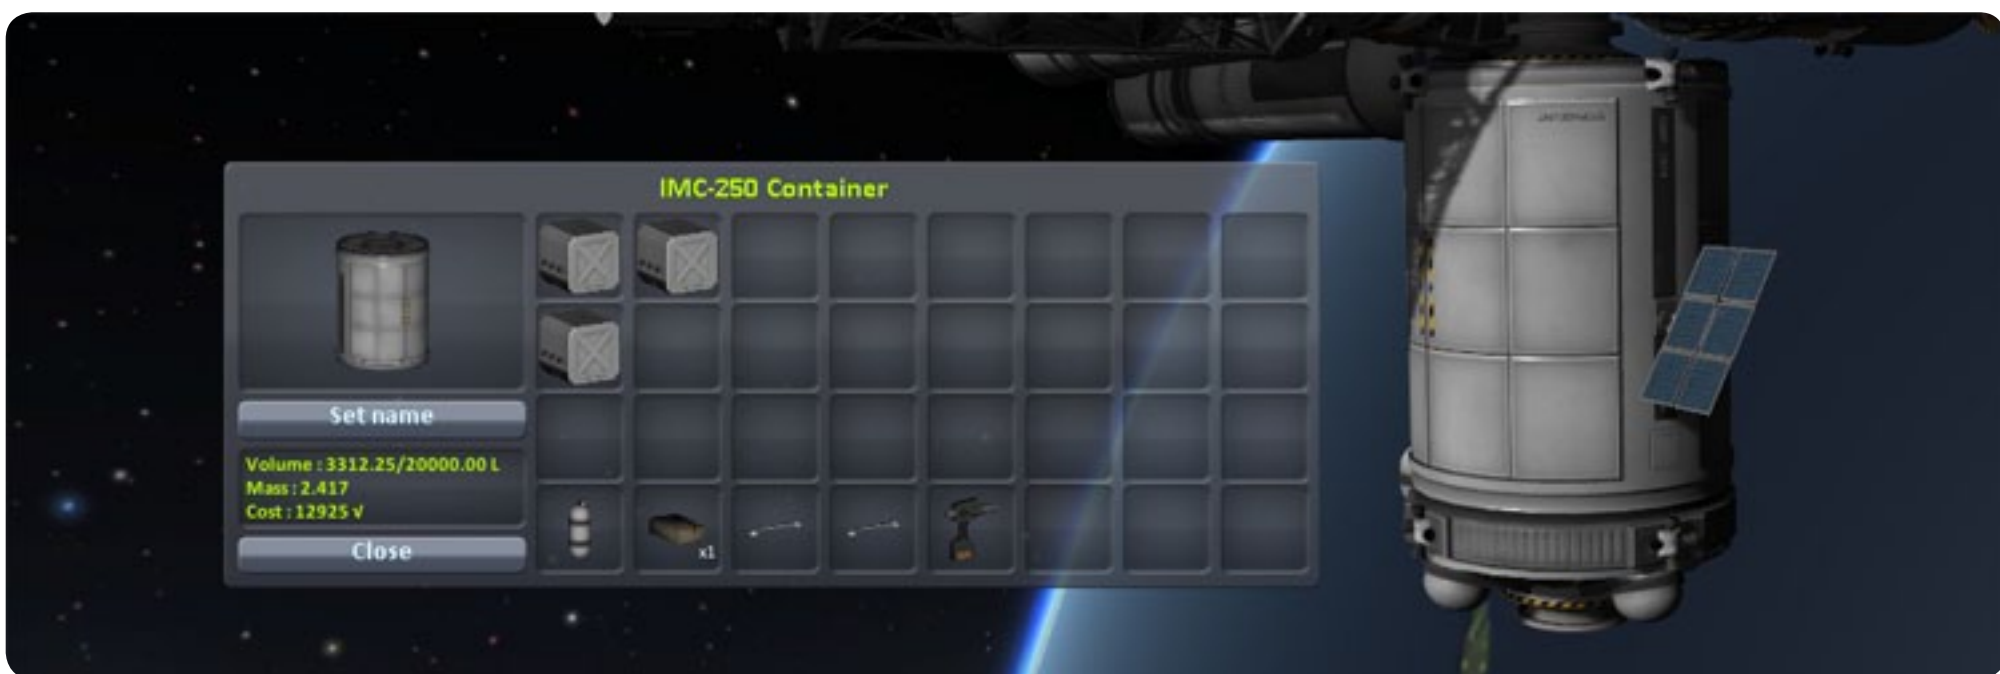 IMC-250 Container
Set name
Volume : 3312.25/20000.00 L
Mass : 2.417
Cost : 12925 √
Close
x1